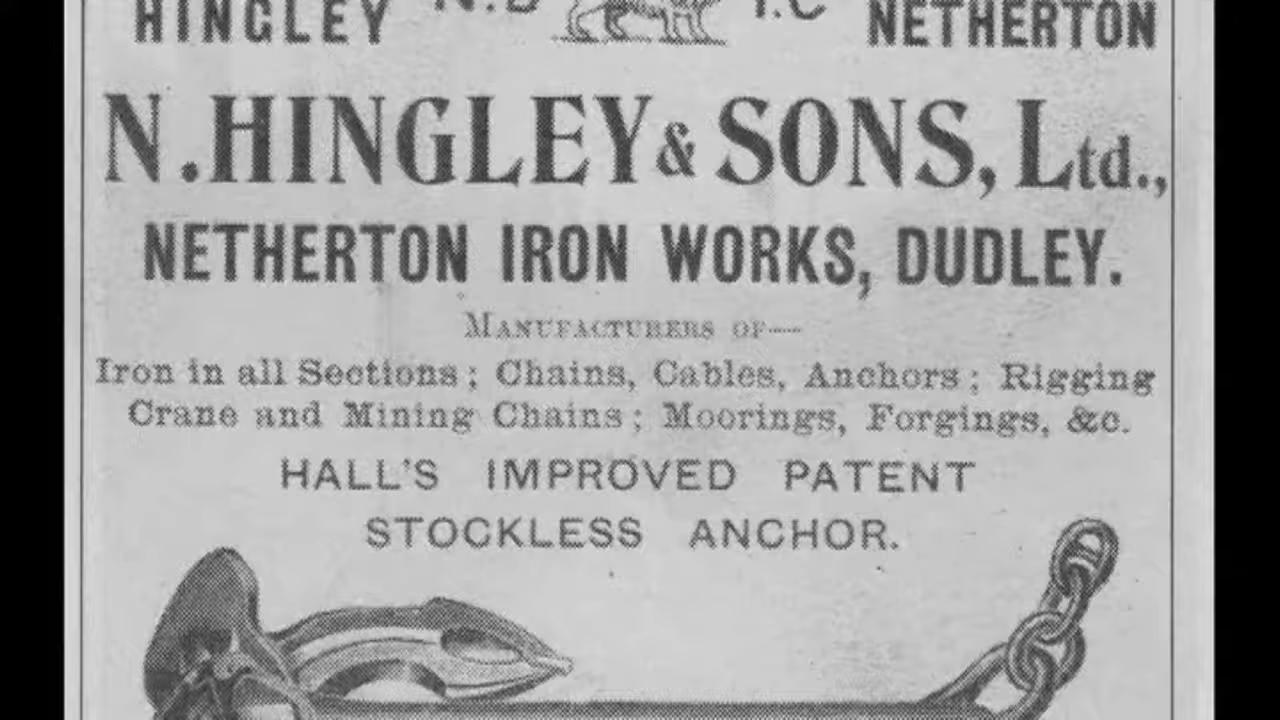 HINGLEY NETHERTON
N. HINGLEY & SONS, Ltd.,
NETHERTON IRON WORKS, DUDLEY.
MANUFACTURERS OF—
Iron in all Sections; Chains, Cables, Anchors; Rigging
Crane and Mining Chains; Moorings, Forgings, &c.
HALL'S IMPROVED PATENT
STOCKLESS ANCHOR.